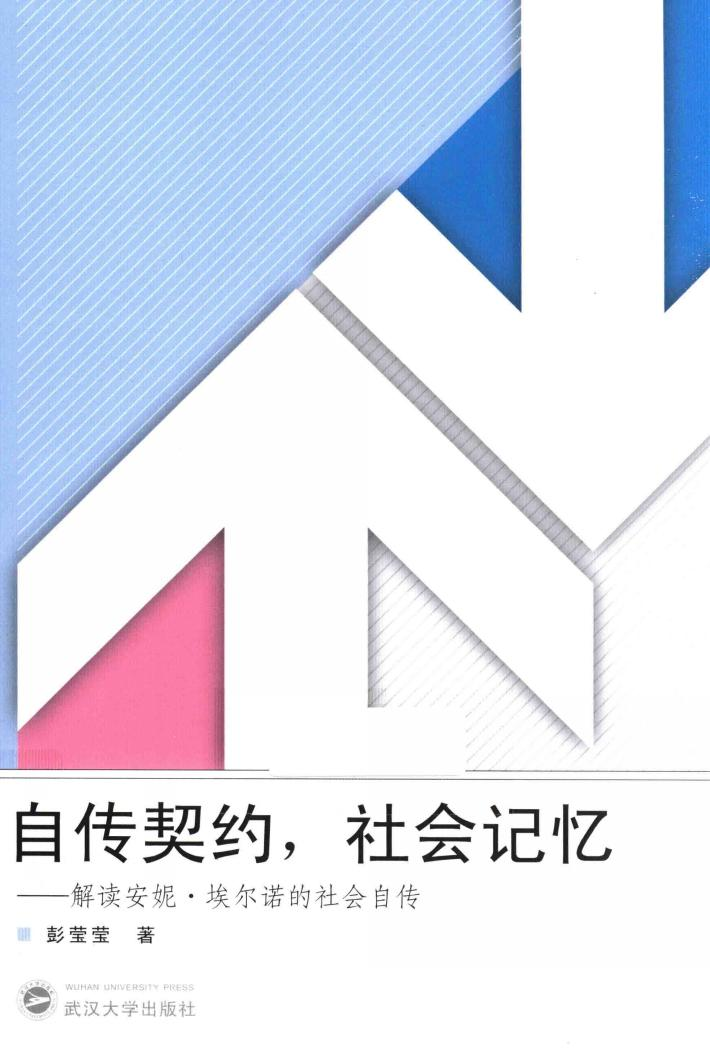 自传契约，社会记忆
——解读安妮·埃尔诺的社会自传
彭莹莹 著
WUHAN UNIVERSITY PRESS
武汉大学出版社